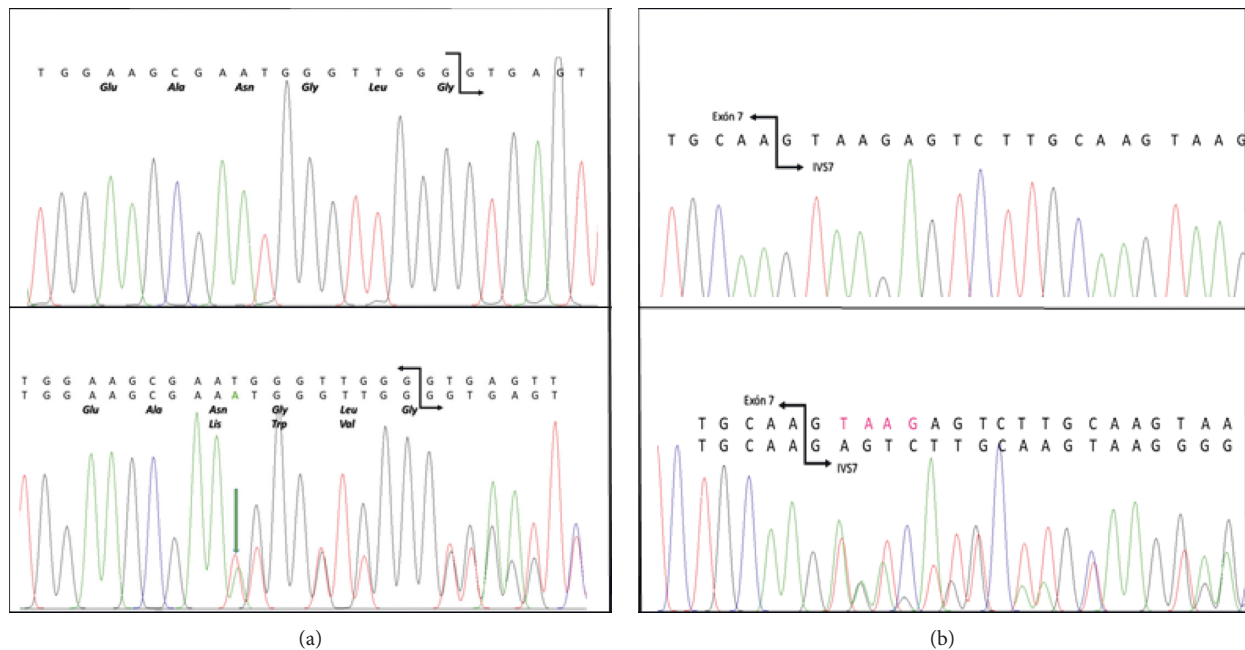 T G G A A G C G A A T G G G T T G G G G T G A G T
Glu Ala Asn Gly Leu Gly
T G G A A G C G A A T G G G T T G G G G T G A G T T
T G G A A G C G A A A T G G G T T G G G G T G A G T
Glu Ala Asn Gly Leu Gly
Lis Trp Val
(a)
Exón 7
T G C A A G T A A G A G T C T T G C A A G T A A G
IVS7
Exón 7
T G C A A G T A A G A G T C T T G C A A G T A A
T G C A A G A G T C T T G C A A G T A A G G G G
IVS7
(b)